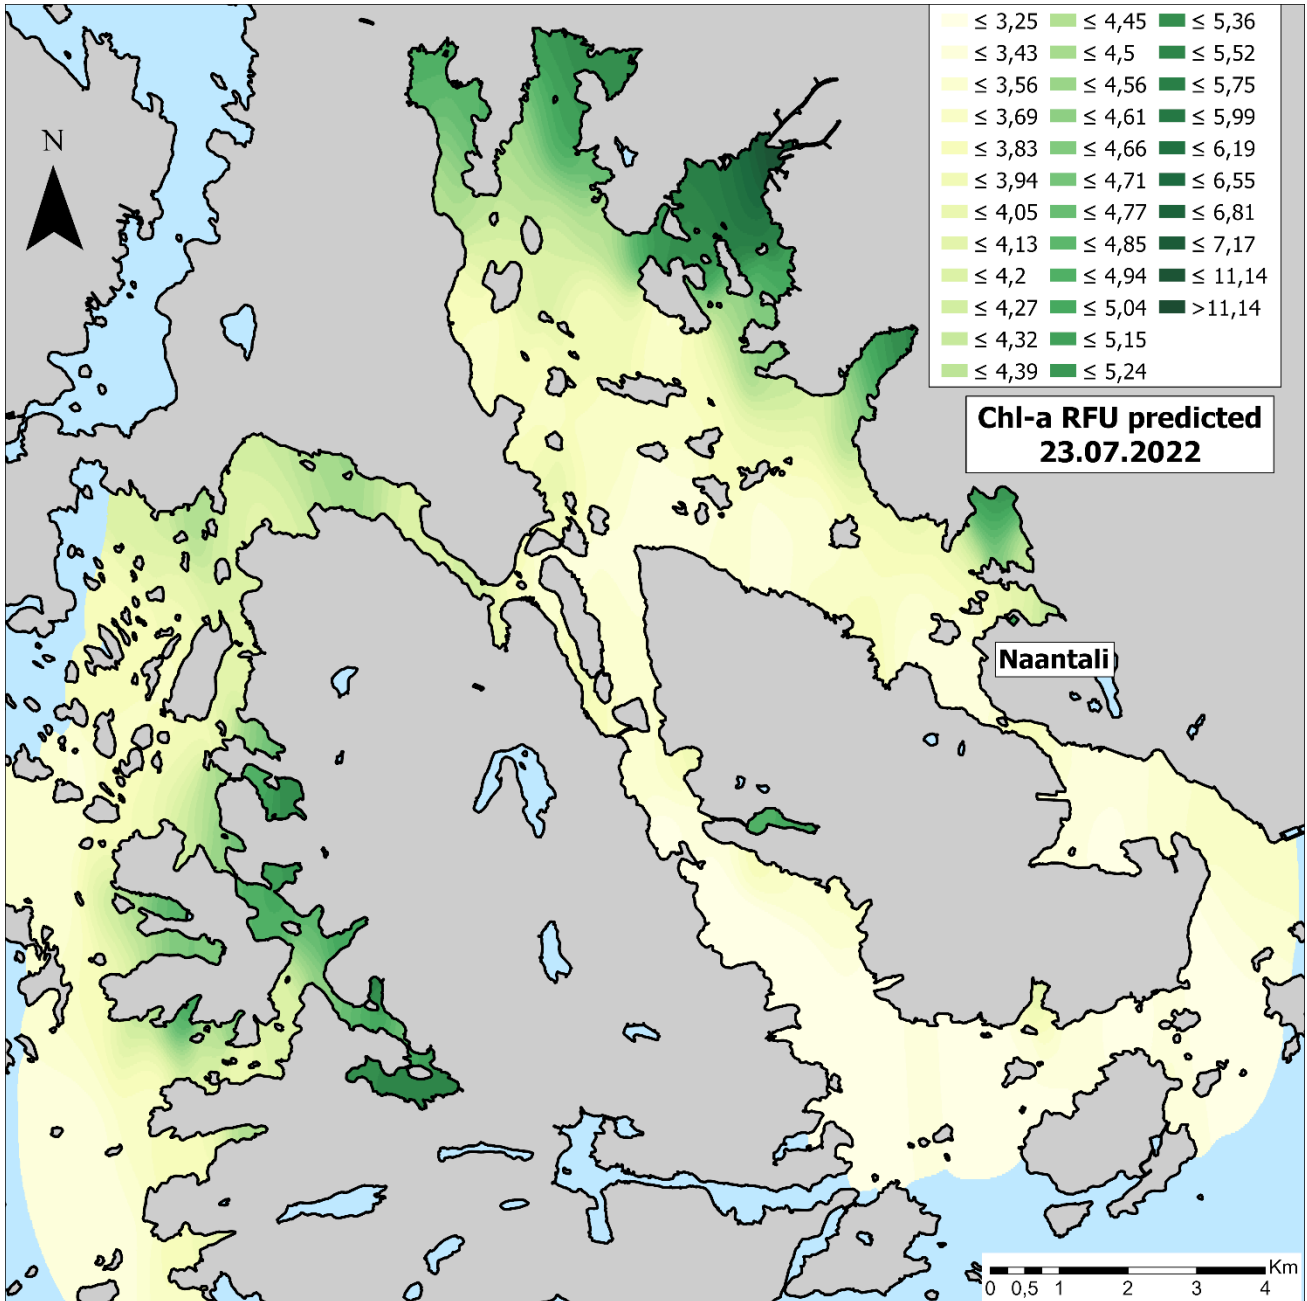 ≤ 3,25 ≤ 4,45 ≤ 5,36
≤ 3,43 ≤ 4,5 ≤ 5,52
≤ 3,56 ≤ 4,56 ≤ 5,75
≤ 3,69 ≤ 4,61 ≤ 5,99
≤ 3,83 ≤ 4,66 ≤ 6,19
≤ 3,94 ≤ 4,71 ≤ 6,55
≤ 4,05 ≤ 4,77 ≤ 6,81
≤ 4,13 ≤ 4,85 ≤ 7,17
≤ 4,2 ≤ 4,94 ≤ 11,14
≤ 4,27 ≤ 5,04 >11,14
≤ 4,32 ≤ 5,15
≤ 4,39 ≤ 5,24
N
Chl-a RFU predicted
23.07.2022
Naantali
Km
0 0,5 1 2 3 4